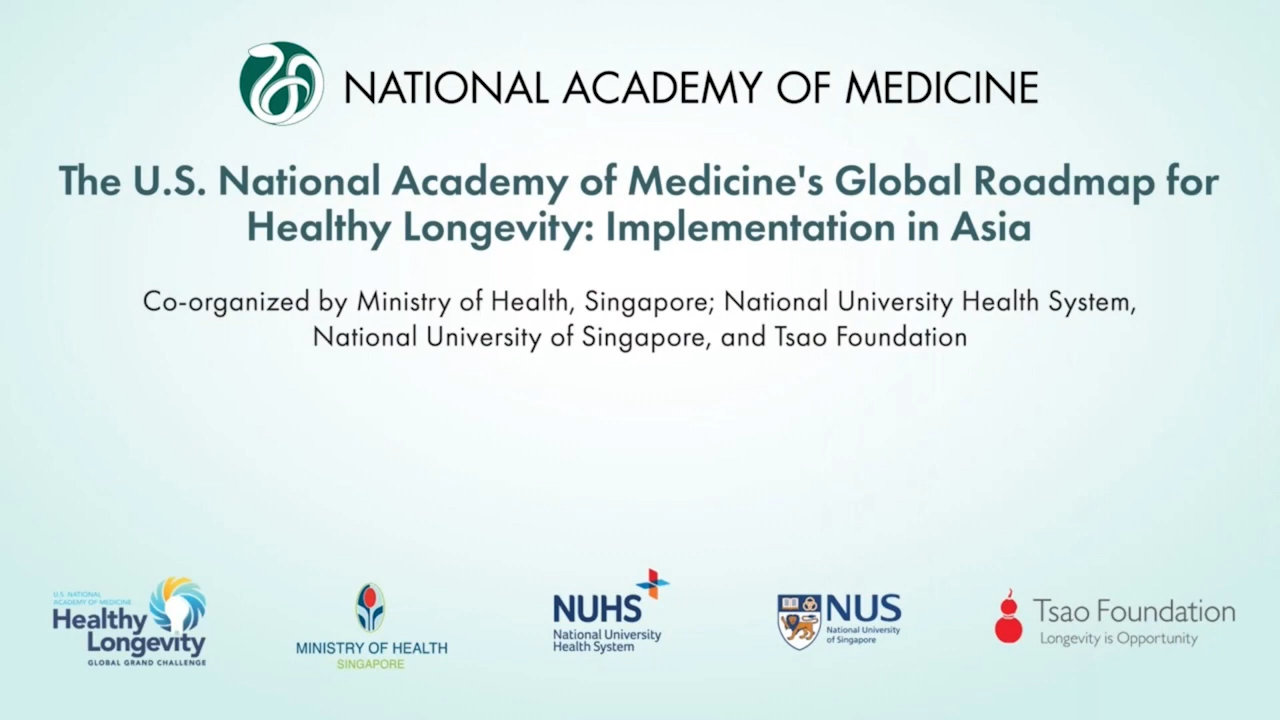 NATIONAL ACADEMY OF MEDICINE
The U.S. National Academy of Medicine's Global Roadmap for
Healthy Longevity: Implementation in Asia
Co-organized by Ministry of Health, Singapore; National University Health System,
National University of Singapore, and Tsao Foundation
U.S. NATIONAL
ACADEMY OF MEDICINE
Healthy
Longevity
GLOBAL GRAND CHALLENGE
MINISTRY OF HEALTH
SINGAPORE
NUHS
National University
Health System
NUS
National University
of Singapore
Tsao Foundation
Longevity is Opportunity